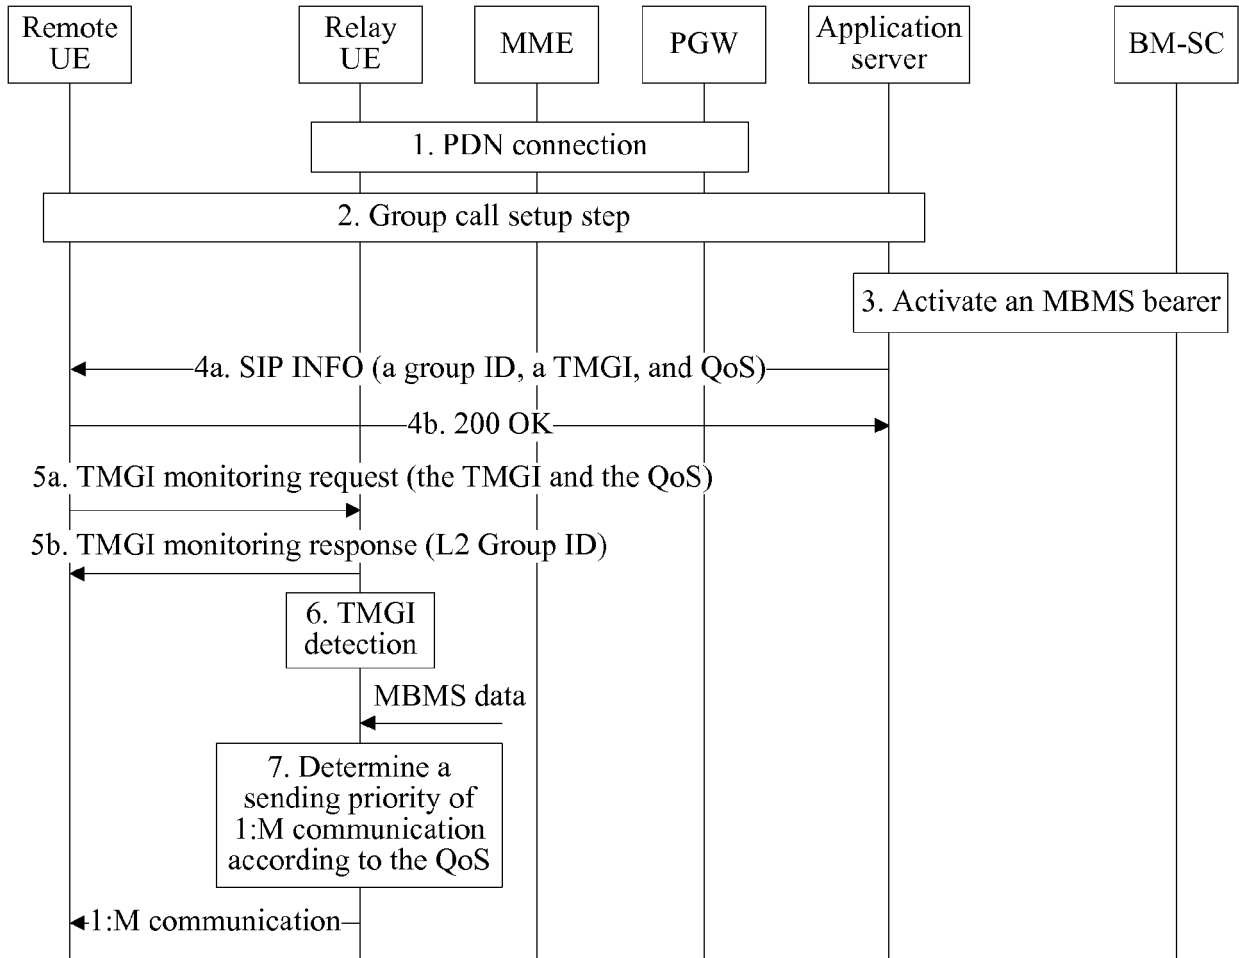 Remote
UE
Relay
UE
MME
PGW
Application
server
BM-SC
1. PDN connection
2. Group call setup step
3. Activate an MBMS bearer
4a. SIP INFO (a group ID, a TMGI, and QoS)
4b. 200 OK
5a. TMGI monitoring request (the TMGI and the QoS)
5b. TMGI monitoring response (L2 Group ID)
6. TMGI
detection
MBMS data
7. Determine a
sending priority of
1:M communication
according to the QoS
1:M communication